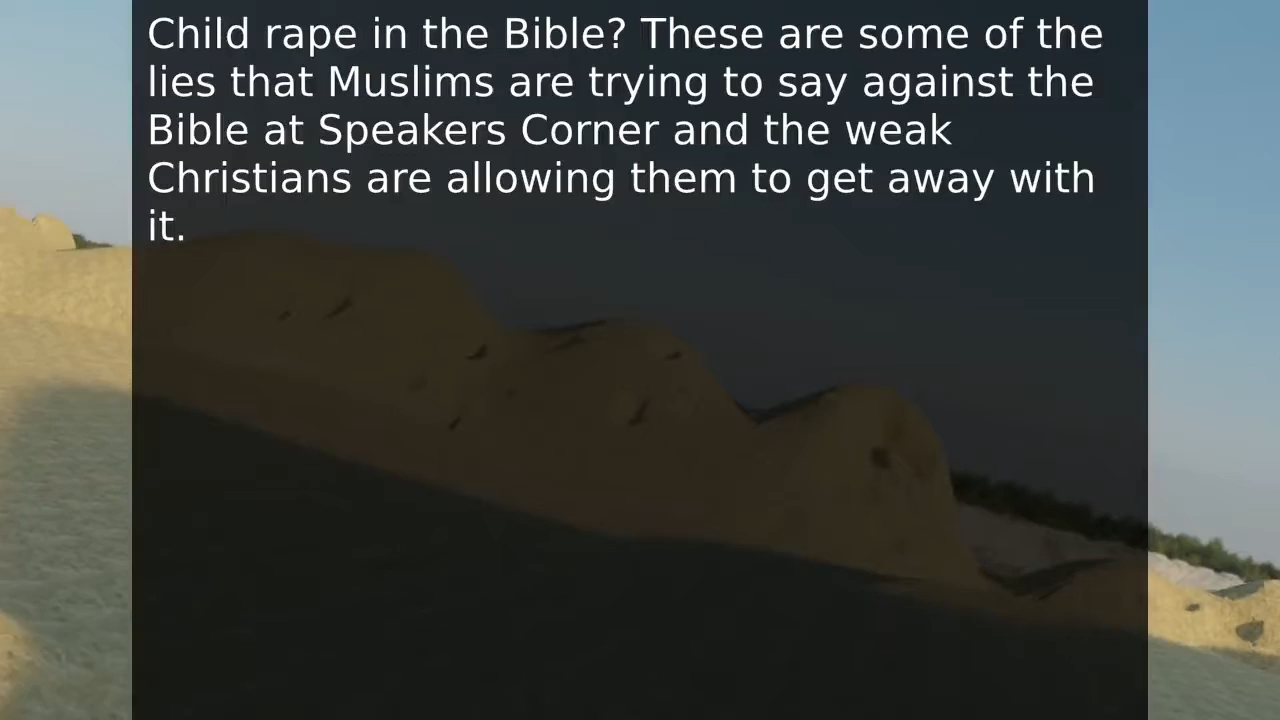 Child rape in the Bible? These are some of the
lies that Muslims are trying to say against the
Bible at Speakers Corner and the weak
Christians are allowing them to get away with
it.